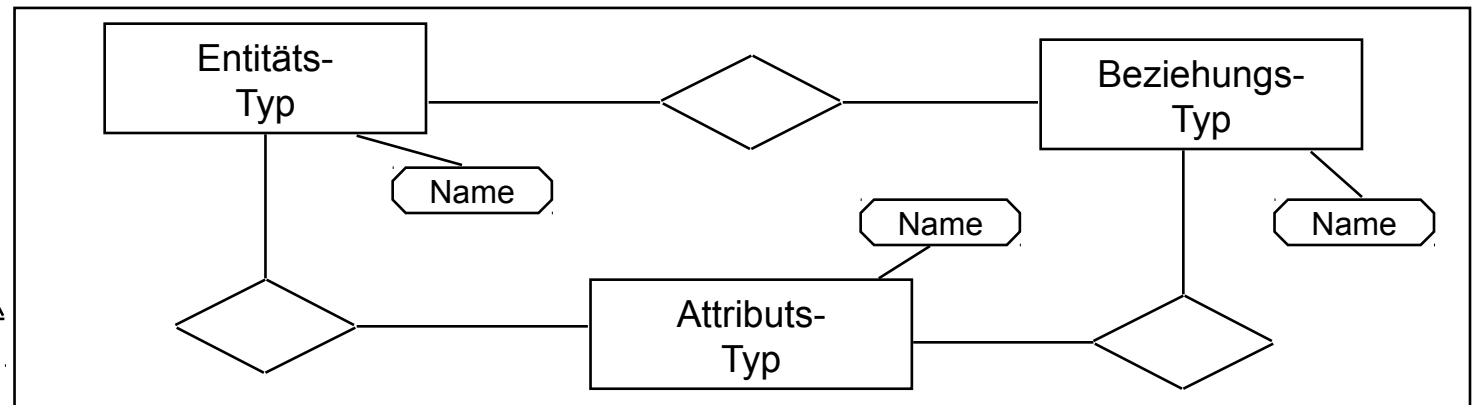 Entitäts-
Typ
Beziehungs-
Typ
Name
Name
Name
Attributs-
Typ